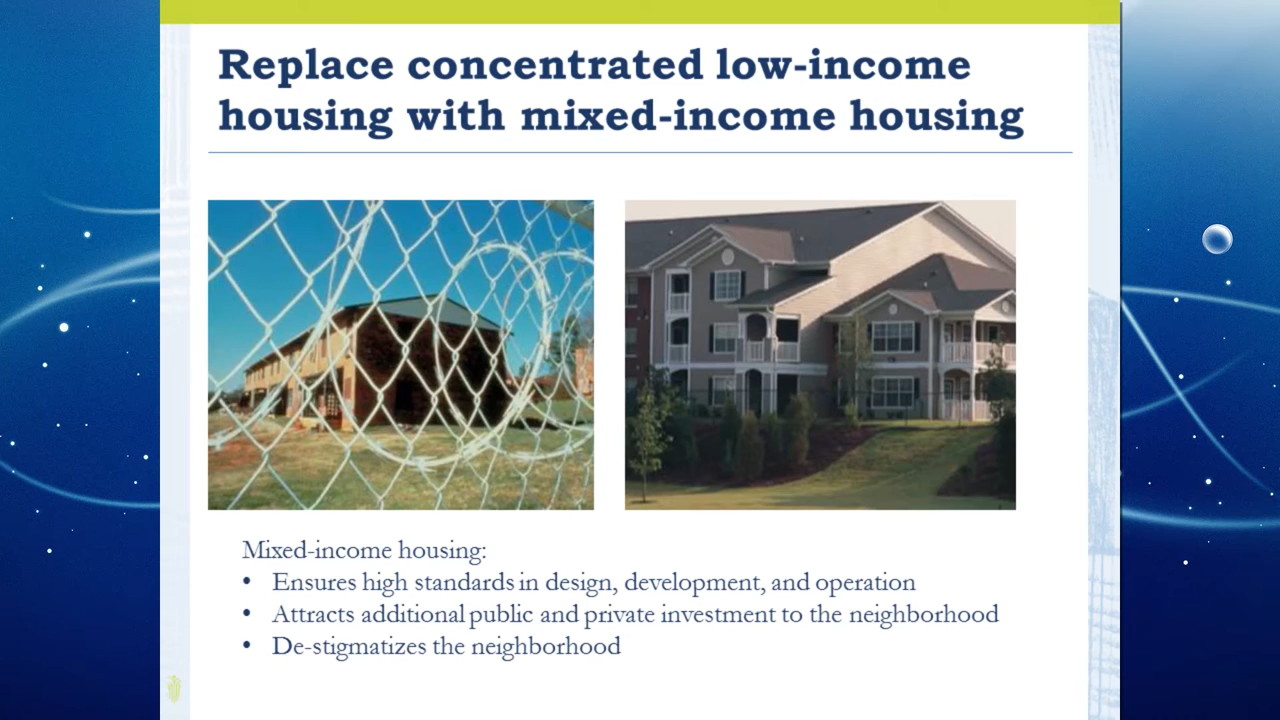 Replace concentrated low-income
housing with mixed-income housing
Mixed-income housing:
• Ensures high standards in design, development, and operation
• Attracts additional public and private investment to the neighborhood
• De-stigmatizes the neighborhood